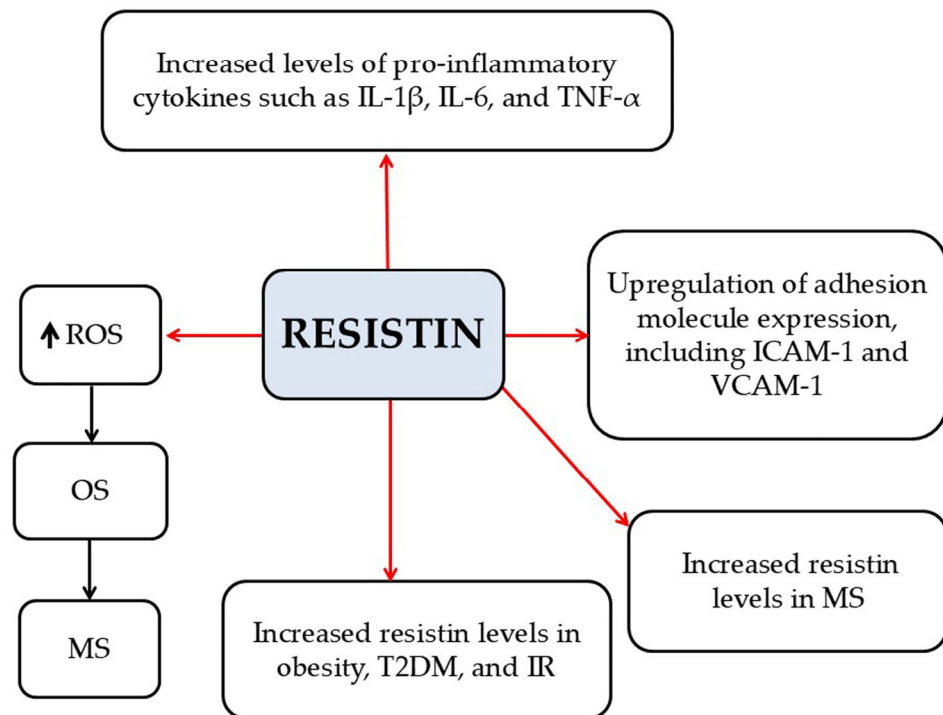 Increased levels of pro-inflammatory
cytokines such as IL-1β, IL-6, and TNF-α
RESISTIN
↑ ROS
OS
MS
Upregulation of adhesion
molecule expression,
including ICAM-1 and
VCAM-1
Increased resistin
levels in MS
Increased resistin levels in
obesity, T2DM, and IR